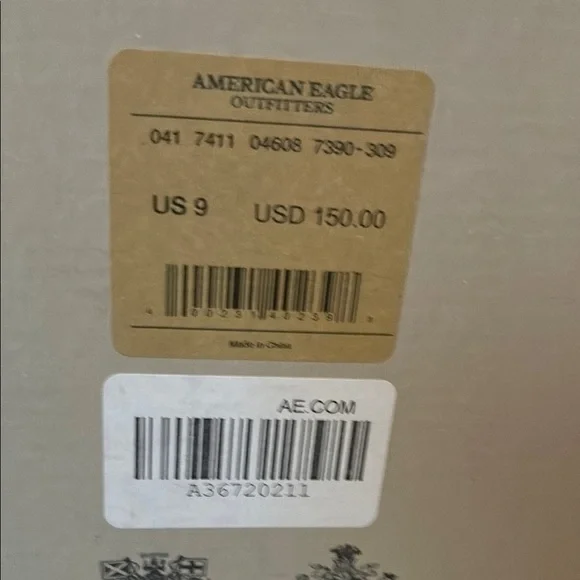 AMERICAN EAGLE
OUTFITTERS
041 7411 04608 7390-309
US 9 USD 150.00
Made in China
AE.COM
A36720211